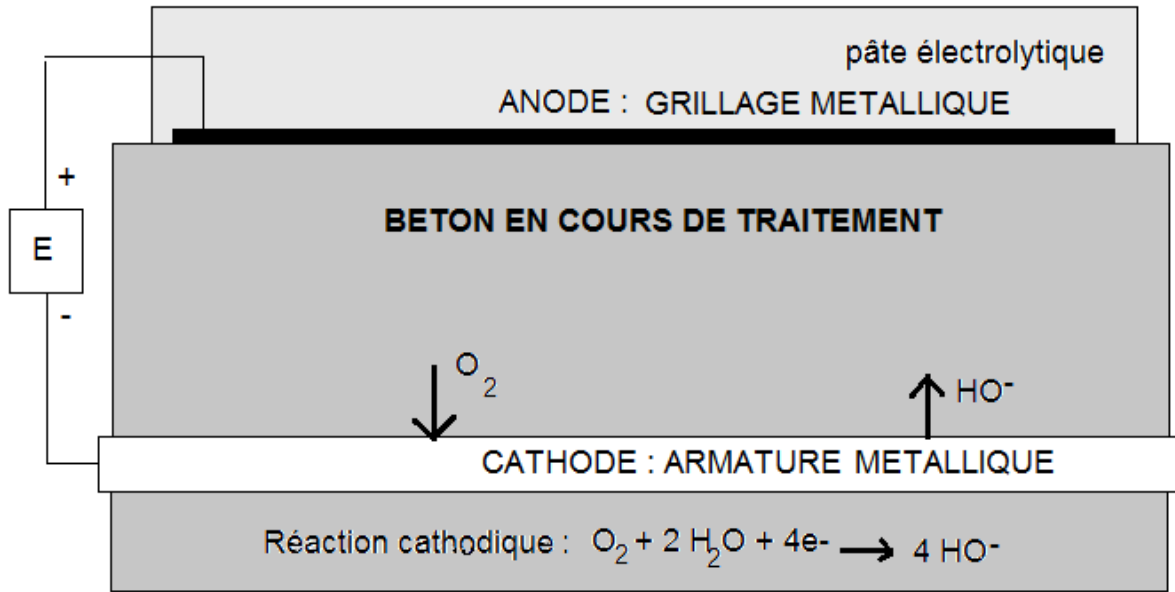 pâte électrolytique
ANODE : GRILLAGE METALLIQUE
+
E
-
BETON EN COURS DE TRAITEMENT
O₂
HO⁻
CATHODE : ARMATURE METALLIQUE
Réaction cathodique : O₂ + 2 H₂O + 4e- → 4 HO⁻